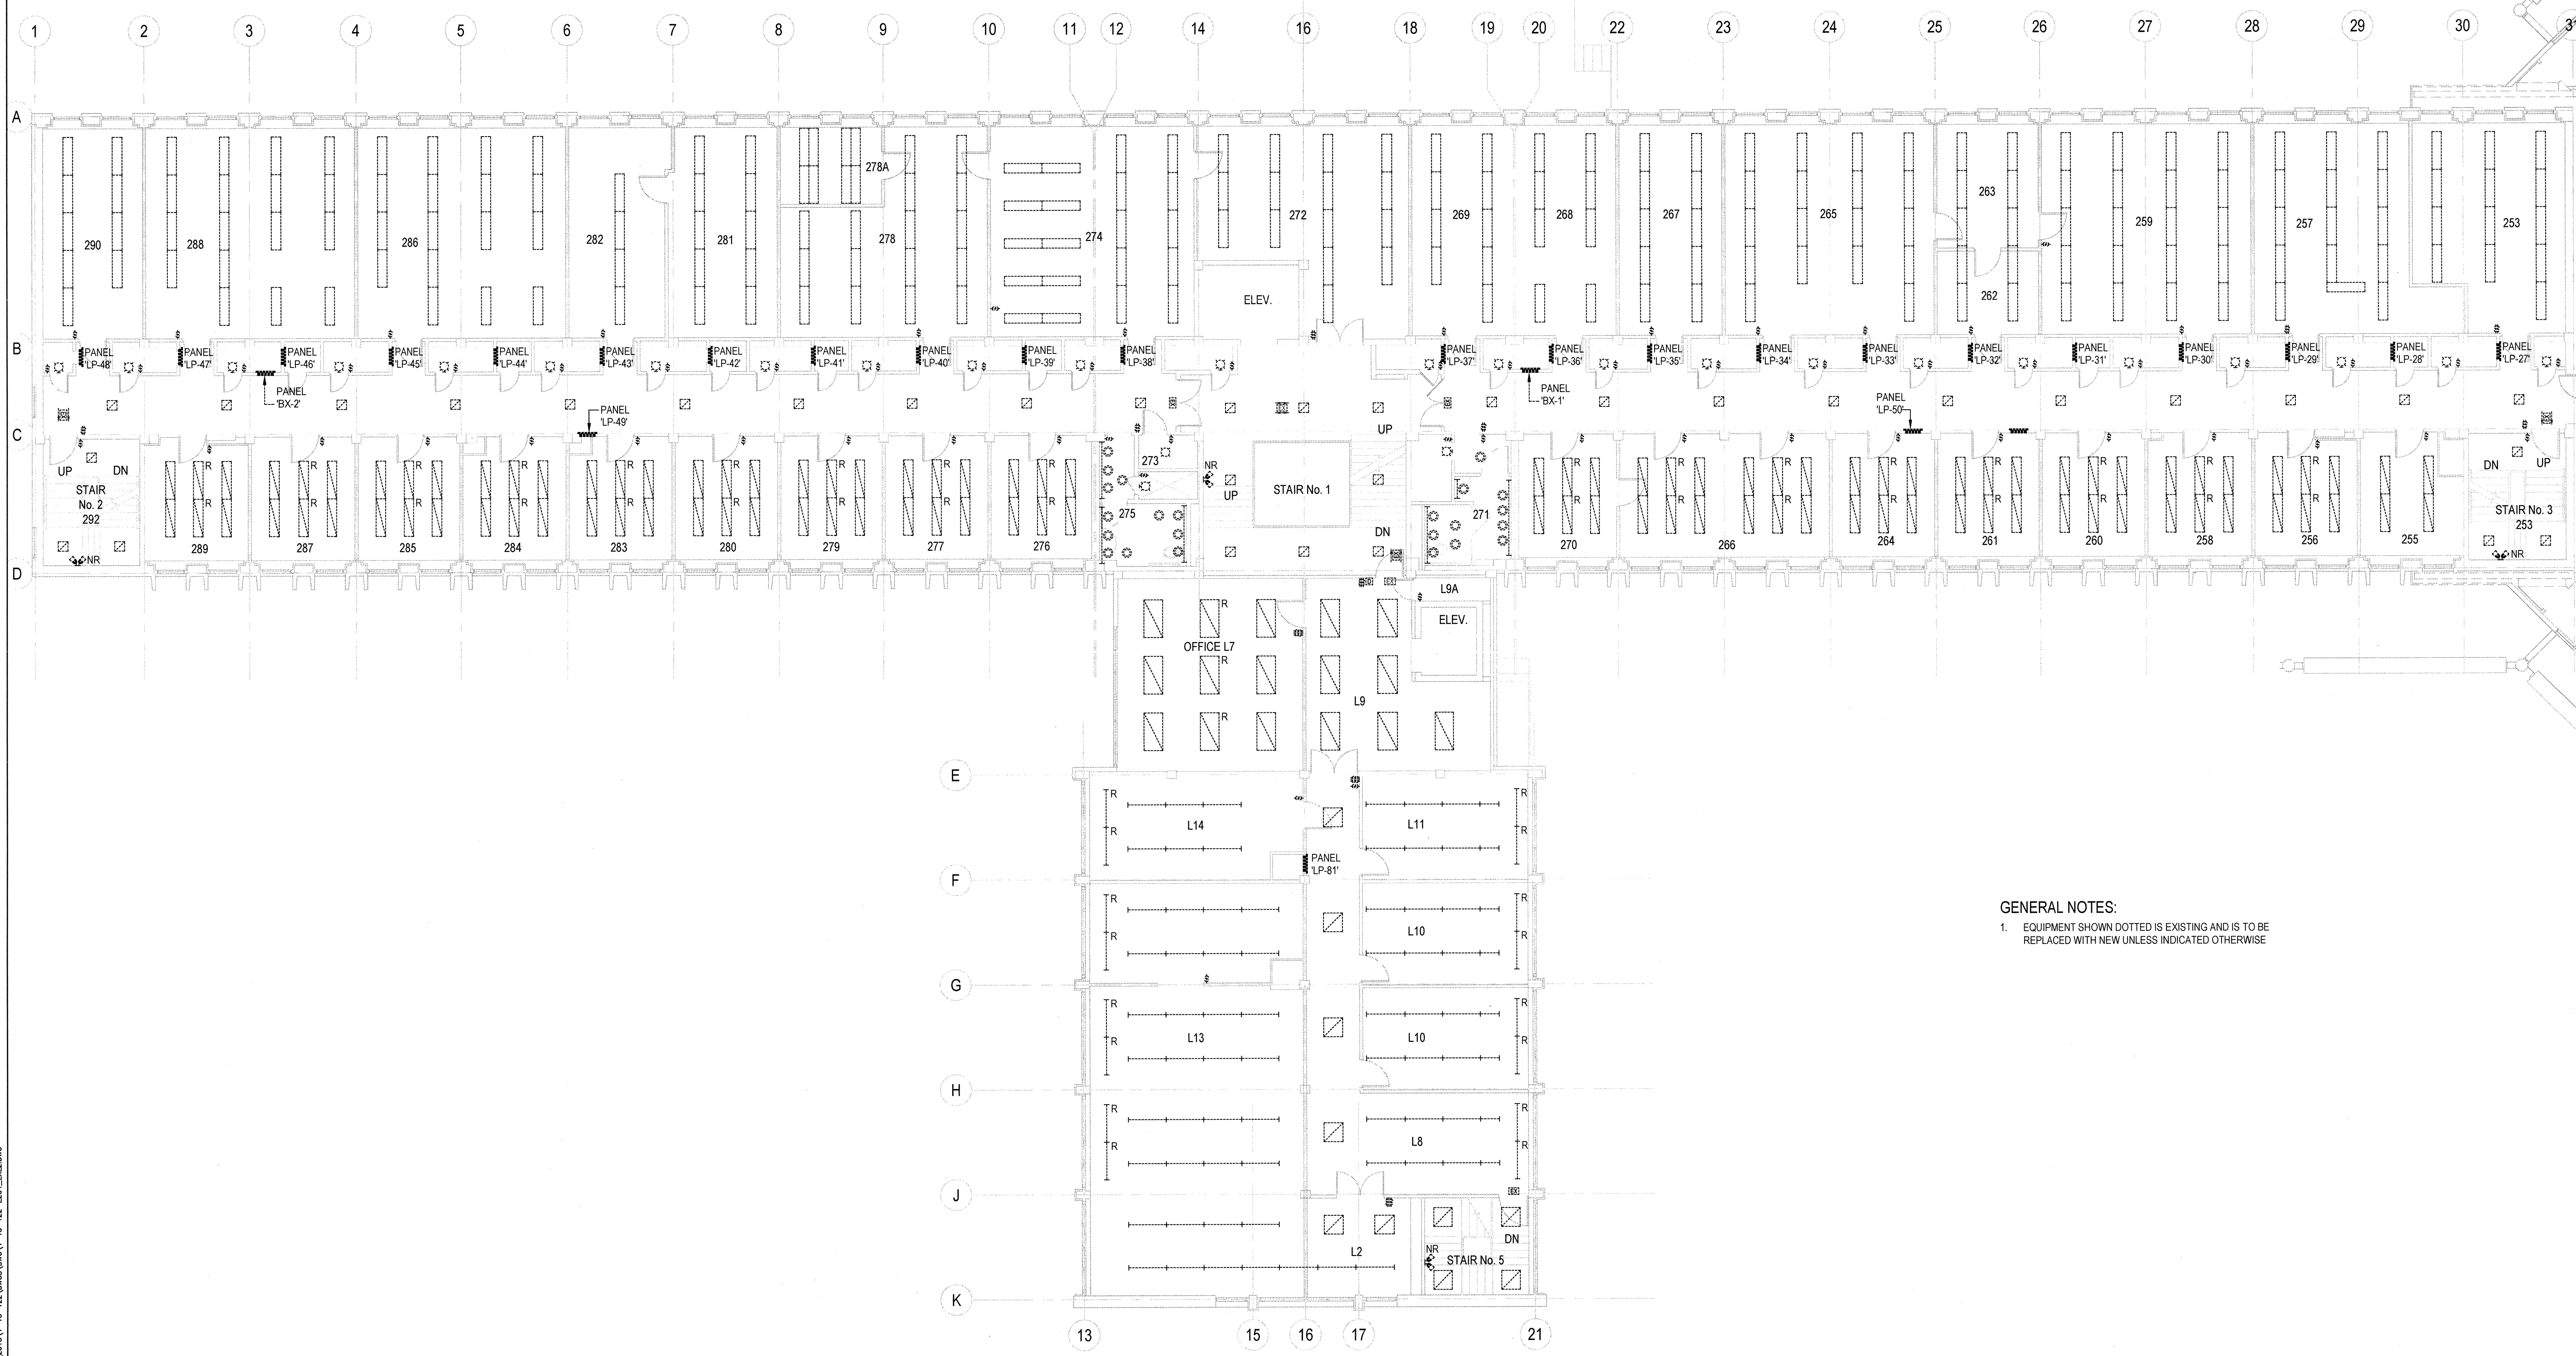 1 2 3 4 5 6 7 8 9 10 11 12 14 16 18 19 20 22 23 24 25 26 27 28 29 30
A
278A
263
290 288 286 282 281 278 274 272 269 268 267 265 259 257 253
262
ELEV.
B
PANEL 'LP-48'
PANEL 'LP-47'
PANEL 'LP-46'
PANEL 'LP-45'
PANEL 'LP-44'
PANEL 'LP-43'
PANEL 'LP-42'
PANEL 'LP-41'
PANEL 'LP-40'
PANEL 'LP-39'
PANEL 'LP-38'
PANEL 'LP-37'
PANEL 'LP-36'
PANEL 'LP-35'
PANEL 'LP-34'
PANEL 'LP-33'
PANEL 'LP-32'
PANEL 'LP-31'
PANEL 'LP-30'
PANEL 'LP-29'
PANEL 'LP-28'
PANEL 'LP-27'
PANEL
'BX-2'
PANEL
'LP-49'
PANEL
'BX-1'
PANEL
'LP-50'
C
UP DN
STAIR
No. 2
292
NR
R R R R R R R R R
R R R R R R R R R
289 287 285 284 283 280 279 277 276
273
275
NR
UP
STAIR No. 1
UP
DN
271
R R R R R R R R
R R R R R R R R
270 266 264 261 260 258 256 255
DN UP
STAIR No. 3
253
NR
D
L9A
ELEV.
R
OFFICE L7
R
R
L9
E
R R
L14 L11
R R
PANEL
'LP-81'
F
R R
L10
R R
GENERAL NOTES:
1. EQUIPMENT SHOWN DOTTED IS EXISTING AND IS TO BE
REPLACED WITH NEW UNLESS INDICATED OTHERWISE
G
R R
L13 L10
R R
H
R R
L8
R R
J
L2
DN
NR
STAIR No. 5
K
13 15 16 17 21